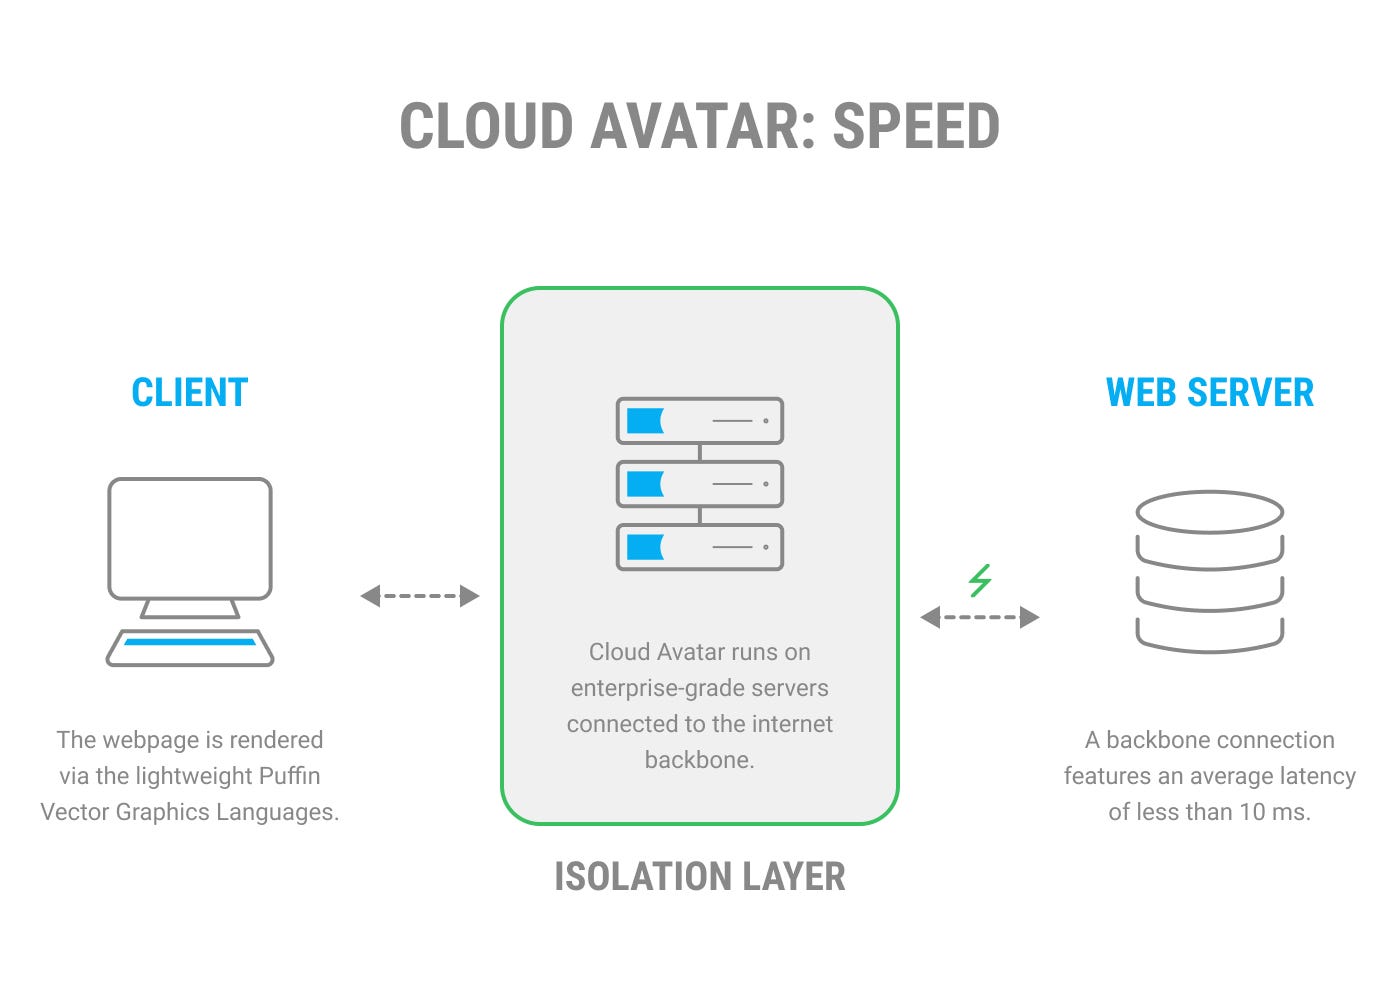 CLOUD AVATAR: SPEED
CLIENT
The webpage is rendered
via the lightweight Puffin
Vector Graphics Languages.
Cloud Avatar runs on
enterprise-grade servers
connected to the internet
backbone.
ISOLATION LAYER
WEB SERVER
A backbone connection
features an average latency
of less than 10 ms.